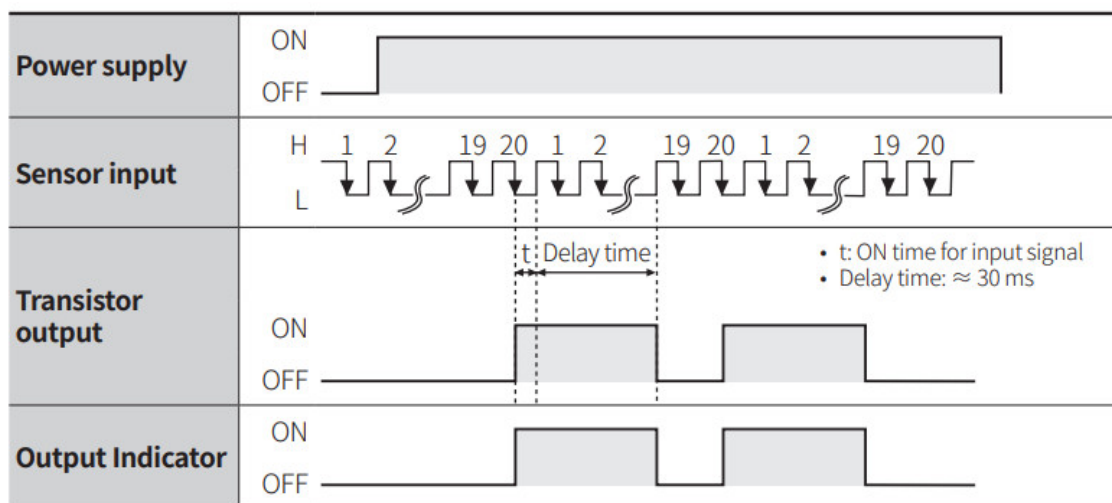 Power supply
ON
OFF
Sensor input
H
L
1 2 19 20 1 2 19 20 1 2 19 20
Transistor
output
t Delay time
• t: ON time for input signal
• Delay time: ≈ 30 ms
ON
OFF
Output Indicator
ON
OFF